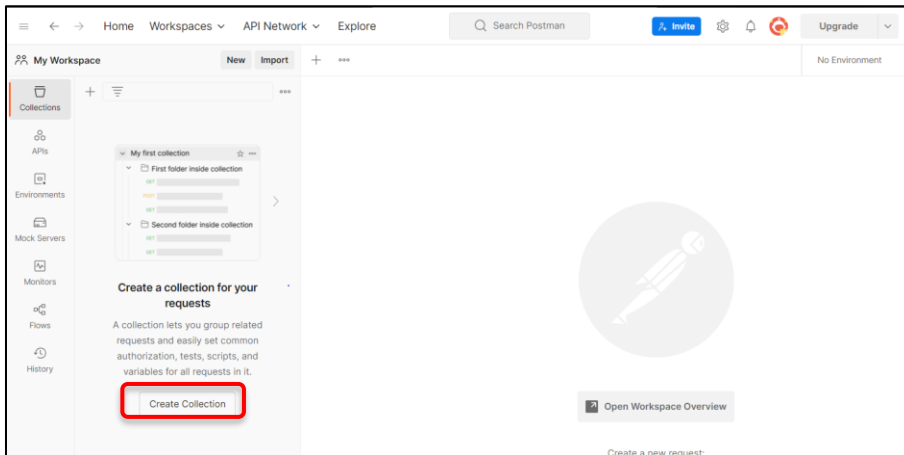 Home Workspaces API Network Explore Search Postman Invite Upgrade
My Workspace New Import No Environment
Collections
APIs
Environments
Mock Servers
Monitors
Flows
History
My first collection
First folder inside collection
GET
POST
GET
Second folder inside collection
GET
GET
Create a collection for your
requests
A collection lets you group related
requests and easily set common
authorization, tests, scripts, and
variables for all requests in it.
Create Collection
Open Workspace Overview
Create a new request: